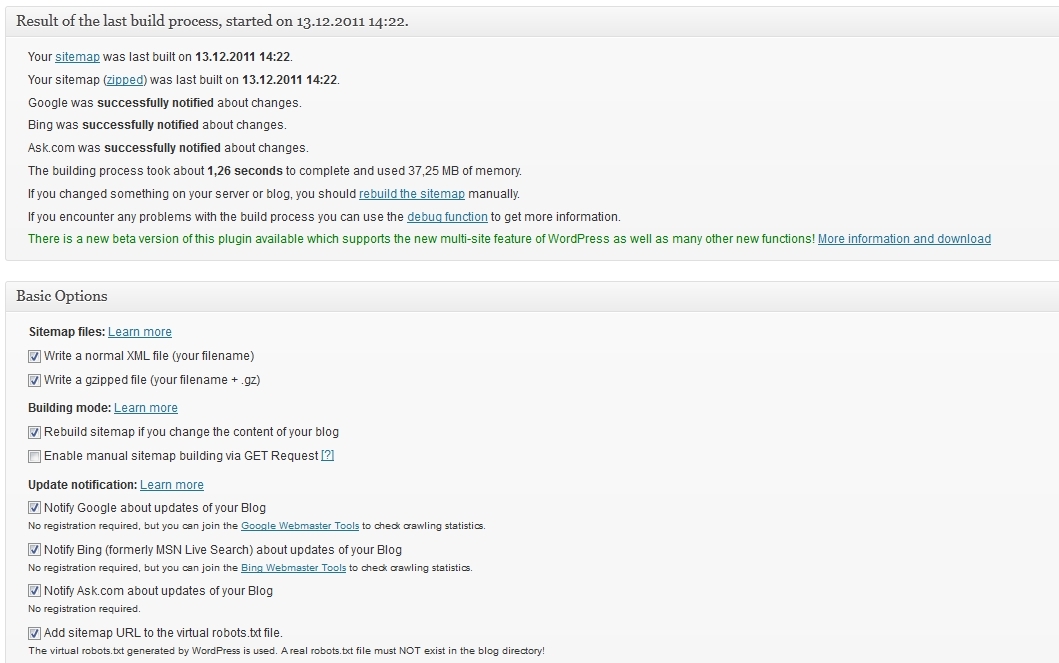 Result of the last build process, started on 13.12.2011 14:22.
Your sitemap was last built on 13.12.2011 14:22.
Your sitemap (zipped) was last built on 13.12.2011 14:22.
Google was successfully notified about changes.
Bing was successfully notified about changes.
Ask.com was successfully notified about changes.
The building process took about 1,26 seconds to complete and used 37,25 MB of memory.
If you changed something on your server or blog, you should rebuild the sitemap manually.
If you encounter any problems with the build process you can use the debug function to get more information.
There is a new beta version of this plugin available which supports the new multi-site feature of WordPress as well as many other new functions! More information and download
Basic Options
Sitemap files: Learn more
Write a normal XML file (your filename)
Write a gzipped file (your filename + .gz)
Building mode: Learn more
Rebuild sitemap if you change the content of your blog
Enable manual sitemap building via GET Request [?]
Update notification: Learn more
Notify Google about updates of your Blog
No registration required, but you can join the Google Webmaster Tools to check crawling statistics.
Notify Bing (formerly MSN Live Search) about updates of your Blog
No registration required, but you can join the Bing Webmaster Tools to check crawling statistics.
Notify Ask.com about updates of your Blog
No registration required.
Add sitemap URL to the virtual robots.txt file.
The virtual robots.txt generated by WordPress is used. A real robots.txt file must NOT exist in the blog directory!